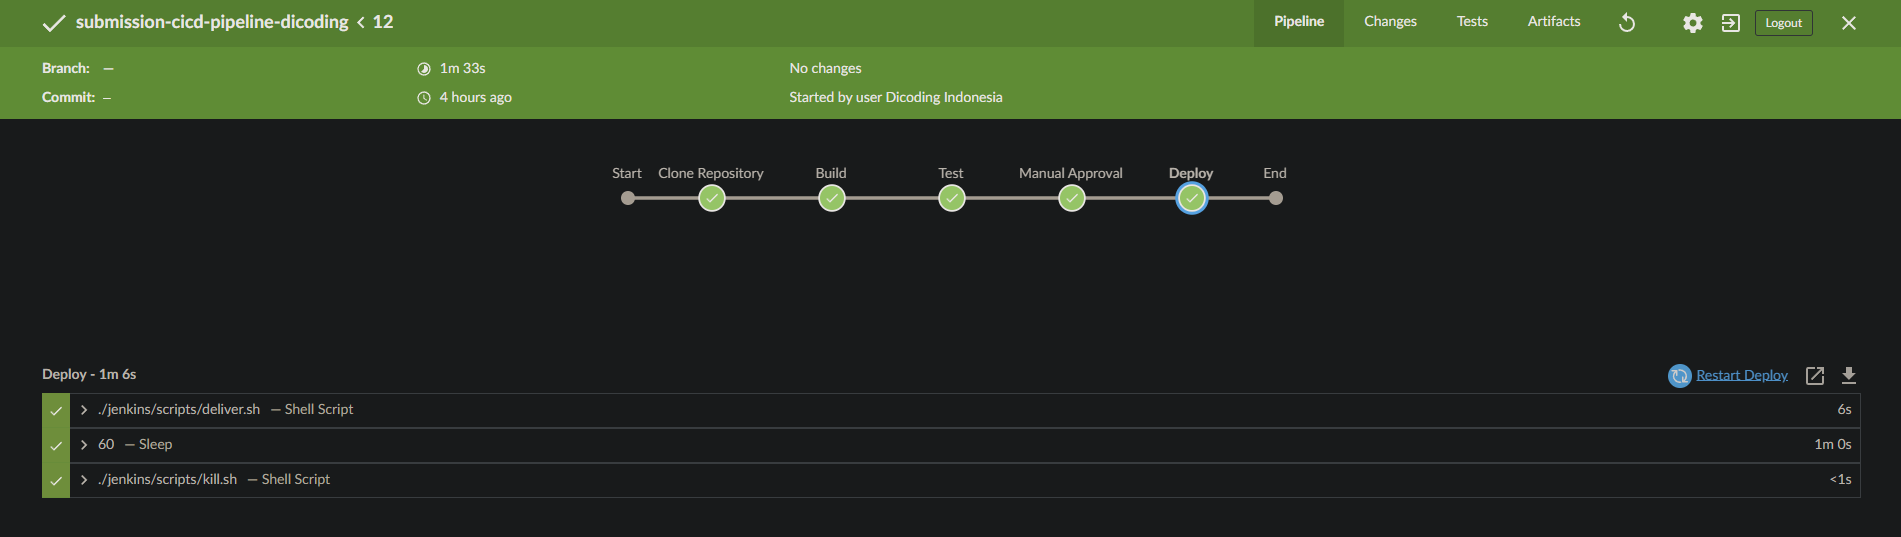 submission-cicd-pipeline-dicoding < 12
Pipeline Changes Tests Artifacts Logout
Branch: —
1m 33s
No changes
Commit: –
4 hours ago
Started by user Dicoding Indonesia
Start Clone Repository Build Test Manual Approval Deploy End
Deploy - 1m 6s
Restart Deploy
./jenkins/scripts/deliver.sh — Shell Script 6s
60 — Sleep 1m 0s
./jenkins/scripts/kill.sh — Shell Script <1s